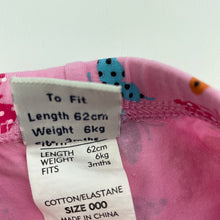 To Fit
Length 62cm
Weight 6kg
LENGTH 62cm
WEIGHT 6kg
FITS 3mths
COTTON/ELASTANE
SIZE 000
MADE IN CHINA